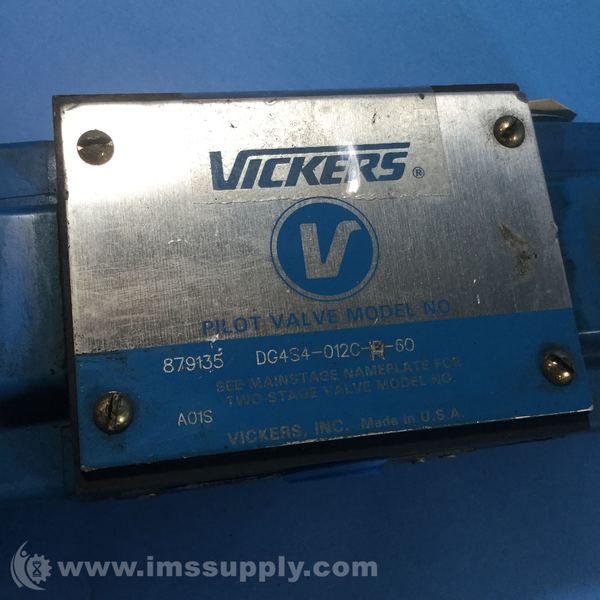 VICKERS®
V
PILOT VALVE MODEL NO.
879135 DG4S4-012C-H-60
SEE MAINSTAGE NAMEPLATE FOR
TWO STAGE VALVE MODEL NO.
A01S
VICKERS, INC. Made in U.S.A.
www.imssupply.com